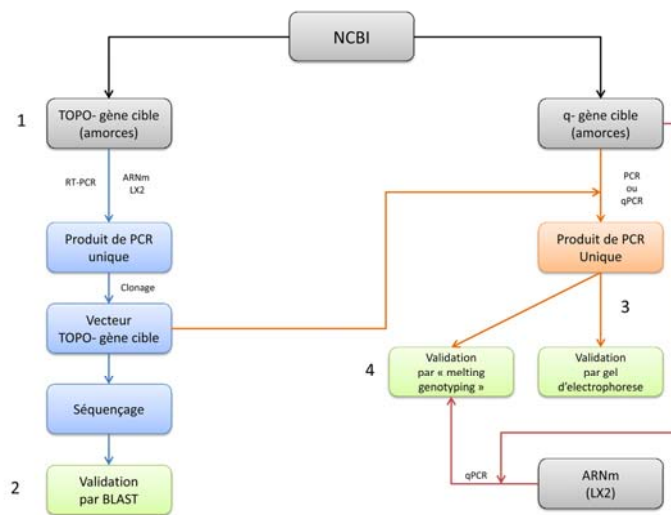 NCBI
1
TOPO- gène cible
(amorces)
q- gène cible
(amorces)
RT-PCR
ARNm
LX2
PCR
ou
qPCR
Produit de PCR
unique
Produit de PCR
Unique
Clonage
Vecteur
TOPO- gène cible
3
4
Validation
par « melting
genotyping »
Validation
par gel
d'electrophorese
Séquençage
2
Validation
par BLAST
qPCR
ARNm
(LX2)